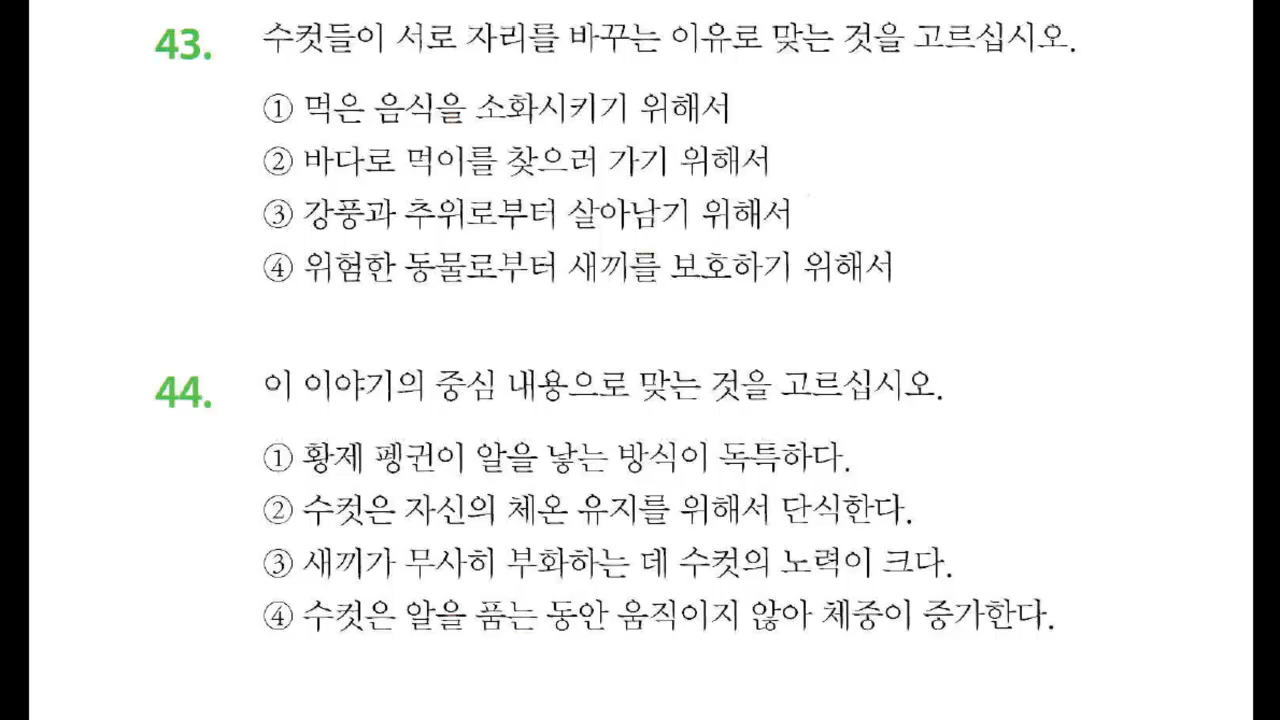 43. 수컷들이 서로 자리를 바꾸는 이유로 맞는 것을 고르십시오.
① 먹은 음식을 소화시키기 위해서
② 바다로 먹이를 찾으러 가기 위해서
③ 강풍과 추위로부터 살아남기 위해서
④ 위험한 동물로부터 새끼를 보호하기 위해서
44. 이 이야기의 중심 내용으로 맞는 것을 고르십시오.
① 황제 펭귄이 알을 낳는 방식이 독특하다.
② 수컷은 자신의 체온 유지를 위해서 단식한다.
③ 새끼가 무사히 부화하는 데 수컷의 노력이 크다.
④ 수컷은 알을 품는 동안 움직이지 않아 체중이 증가한다.